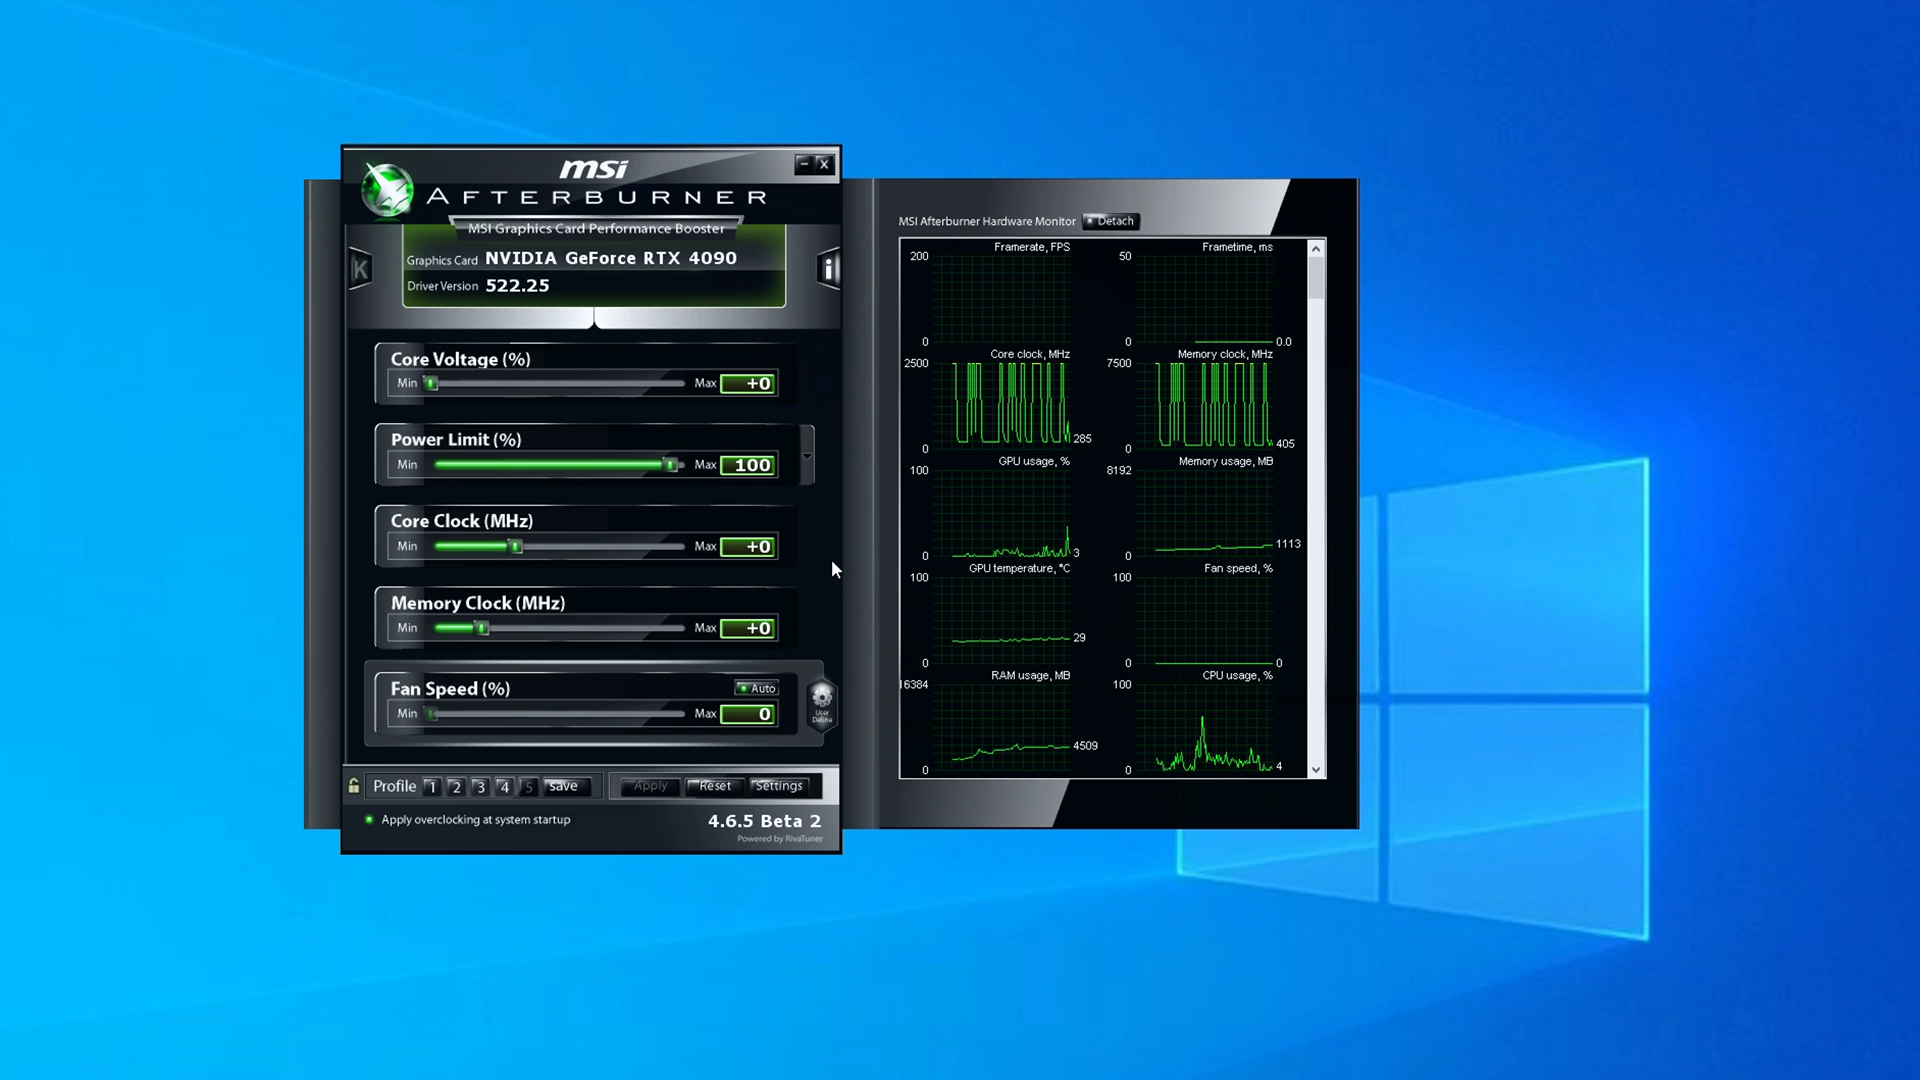 msi
AFTERBURNER
MSI Graphics Card Performance Booster
K
i
Graphics Card NVIDIA GeForce RTX 4090
Driver Version 522.25
Core Voltage (%)
Min Max +0
Power Limit (%)
Min Max 100
Core Clock (MHz)
Min Max +0
Memory Clock (MHz)
Min Max +0
Fan Speed (%) Auto
Min Max 0
User Define
Profile 1 2 3 4 5 save Apply Reset Settings
Apply overclocking at system startup 4.6.5 Beta 2
Powered by RivaTuner
MSI Afterburner Hardware Monitor Detach
Framerate, FPS
200
0
Frametime, ms
50
0 0.0
Core clock, MHz
2500
0 285
Memory clock, MHz
7500
0 405
GPU usage, %
100
0 3
Memory usage, MB
8192
0 1113
GPU temperature, °C
100
29
0
Fan speed, %
100
0 0
RAM usage, MB
16384
4509
0
CPU usage, %
100
0 4